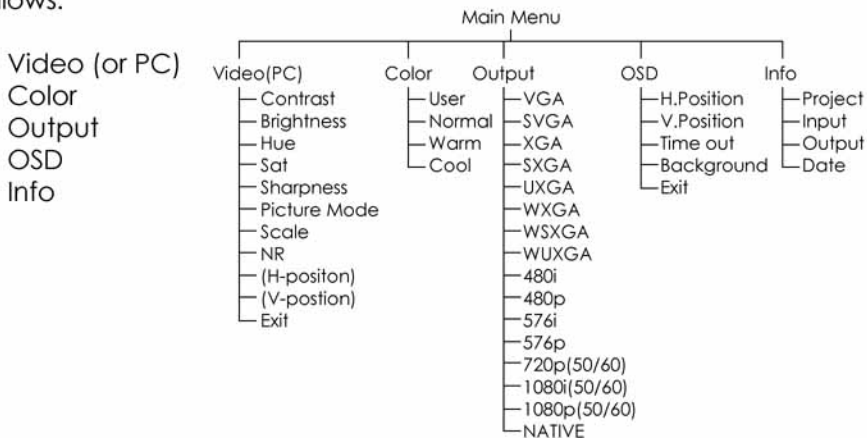 Video (or PC)
Color
Output
OSD
Info
Main Menu
Video(PC)
Contrast
Brightness
Hue
Sat
Sharpness
Picture Mode
Scale
NR
(H-positon)
(V-postion)
Exit
Color
User
Normal
Warm
Cool
Output
VGA
SVGA
XGA
SXGA
UXGA
WXGA
WSXGA
WUXGA
480i
480p
576i
576p
720p(50/60)
1080i(50/60)
1080p(50/60)
NATIVE
OSD
H.Position
V.Position
Time out
Background
Exit
Info
Project
Input
Output
Date